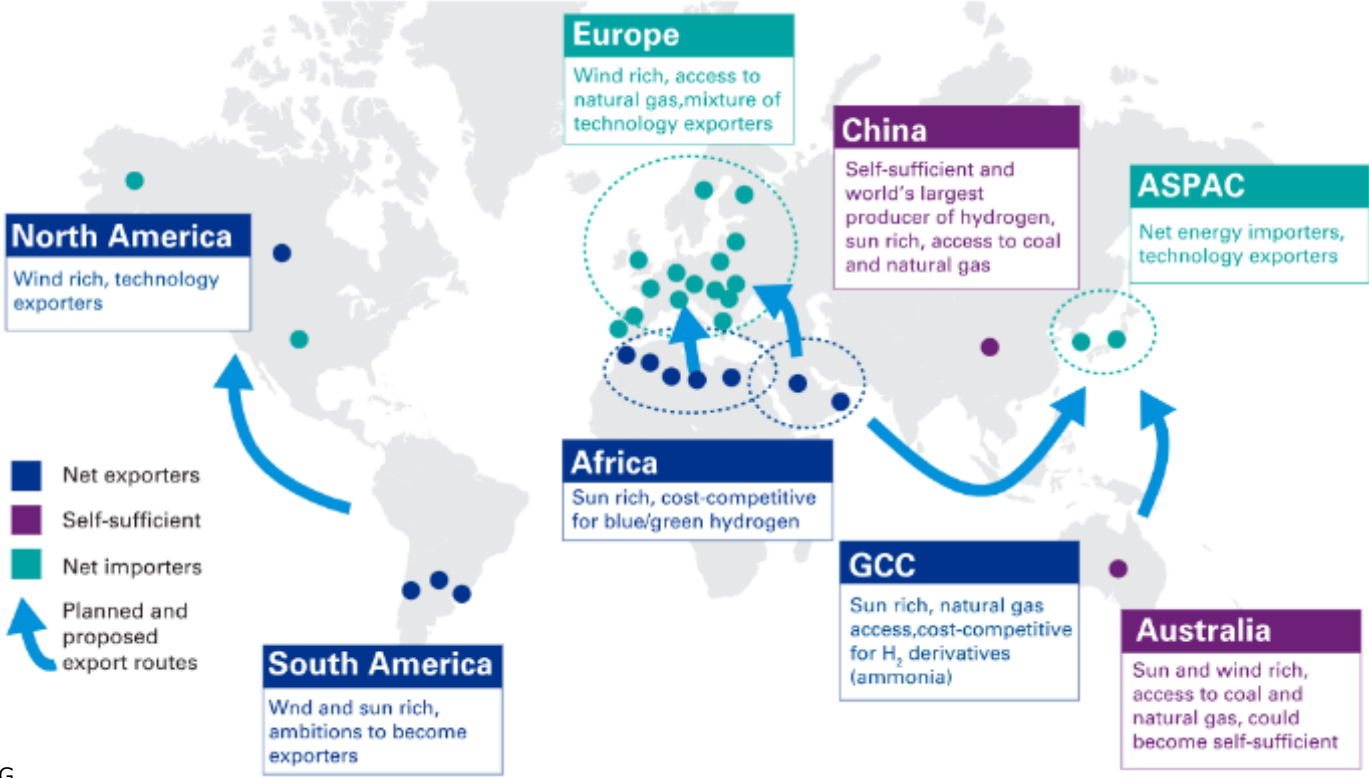 Europe
Wind rich, access to
natural gas,mixture of
technology exporters
China
Self-sufficient and
world's largest
producer of hydrogen,
sun rich, access to coal
and natural gas
ASPAC
Net energy importers,
technology exporters
North America
Wind rich, technology
exporters
Net exporters
Self-sufficient
Net importers
Planned and
proposed
export routes
Africa
Sun rich, cost-competitive
for blue/green hydrogen
GCC
Sun rich, natural gas
access,cost-competitive
for H₂ derivatives
(ammonia)
Australia
Sun and wind rich,
access to coal and
natural gas, could
become self-sufficient
South America
Wnd and sun rich,
ambitions to become
exporters
G